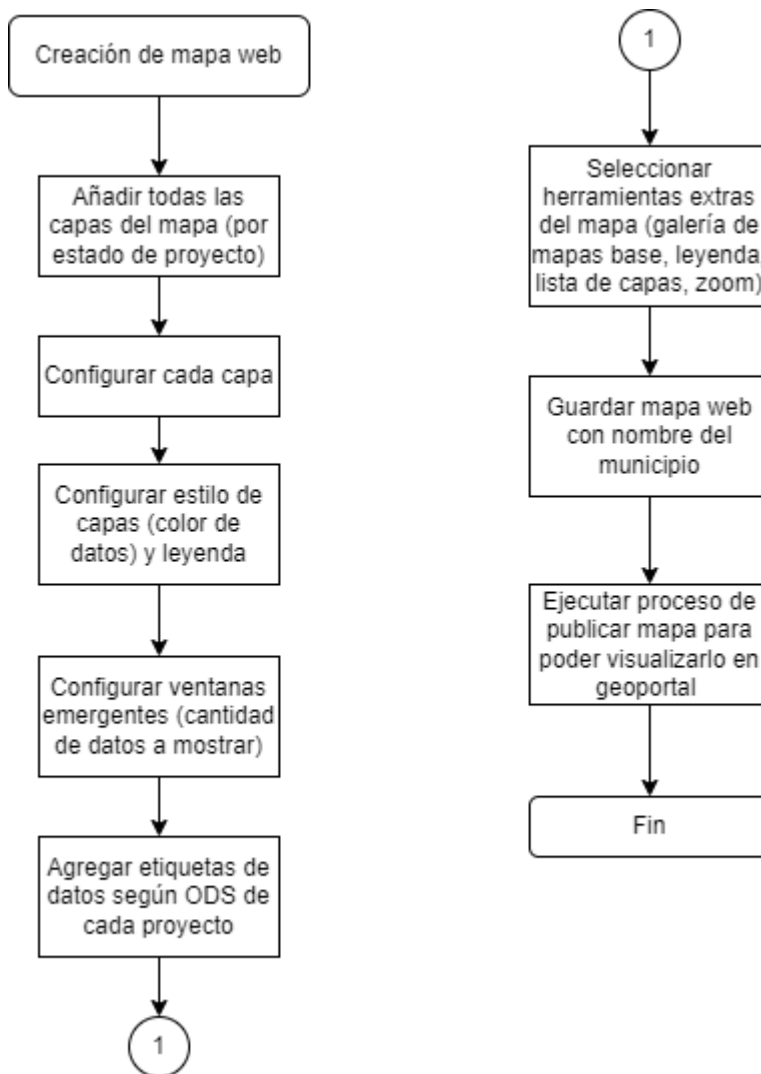 Creación de mapa web
Añadir todas las
capas del mapa (por
estado de proyecto)
Configurar cada capa
Configurar estilo de
capas (color de
datos) y leyenda
Configurar ventanas
emergentes (cantidad
de datos a mostrar)
Agregar etiquetas de
datos según ODS de
cada proyecto
1
1
Seleccionar
herramientas extras
del mapa (galería de
mapas base, leyenda,
lista de capas, zoom)
Guardar mapa web
con nombre del
municipio
Ejecutar proceso de
publicar mapa para
poder visualizarlo en
geoportal
Fin